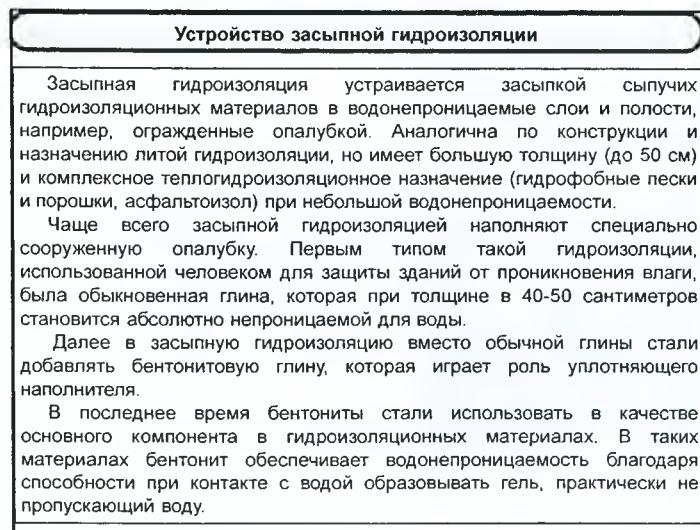 Устройство засыпной гидроизоляции
Засыпная гидроизоляция устраивается засыпкой сыпучих
гидроизоляционных материалов в водонепроницаемые слои и полости,
например, огражденные опалубкой. Аналогична по конструкции и
назначению литой гидроизоляции, но имеет большую толщину (до 50 см)
и комплексное теплогидроизоляционное назначение (гидрофобные пески
и порошки, асфальтоизол) при небольшой водонепроницаемости.
Чаще всего засыпной гидроизоляцией наполняют специально
сооруженную опалубку. Первым типом такой гидроизоляции,
использованной человеком для защиты зданий от проникновения влаги,
была обыкновенная глина, которая при толщине в 40-50 сантиметров
становится абсолютно непроницаемой для воды.
Далее в засыпную гидроизоляцию вместо обычной глины стали
добавлять бентонитовую глину, которая играет роль уплотняющего
наполнителя.
В последнее время бентониты стали использовать в качестве
основного компонента в гидроизоляционных материалах. В таких
материалах бентонит обеспечивает водонепроницаемость благодаря
способности при контакте с водой образовывать гель, практически не
пропускающий воду.